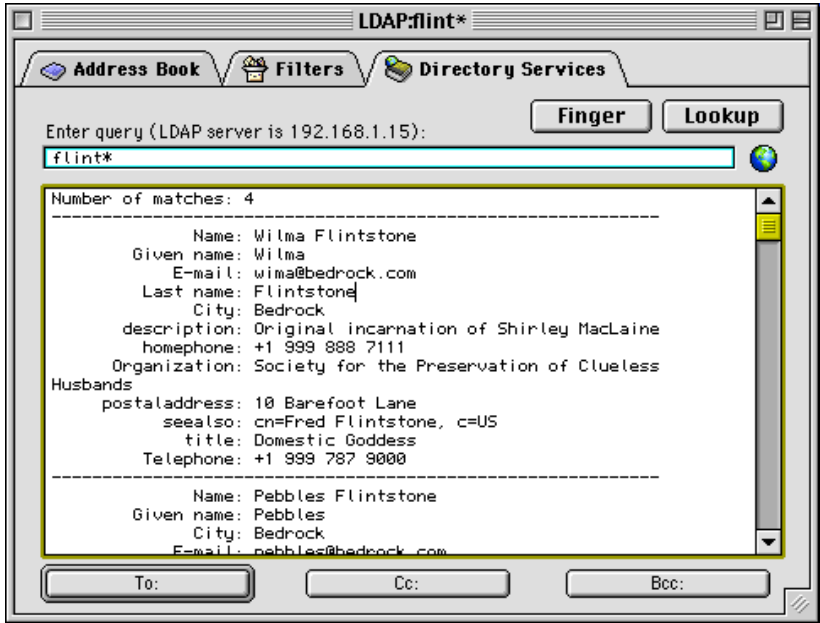 LDAP:flint*
Address Book Filters Directory Services
Finger Lookup
Enter query (LDAP server is 192.168.1.15):
flint*
Number of matches: 4
------------------------------------------------------------
Name: Wilma Flintstone
Given name: Wilma
E-mail: wima@bedrock.com
Last name: Flintstone
City: Bedrock
description: Original incarnation of Shirley MacLaine
homephone: +1 999 888 7111
Organization: Society for the Preservation of Clueless
Husbands
postaladdress: 10 Barefoot Lane
seealso: cn=Fred Flintstone, c=US
title: Domestic Goddess
Telephone: +1 999 787 9000
------------------------------------------------------------
Name: Pebbles Flintstone
Given name: Pebbles
City: Bedrock
E-mail: pebbles@bedrock.com
To: Cc: Bcc: